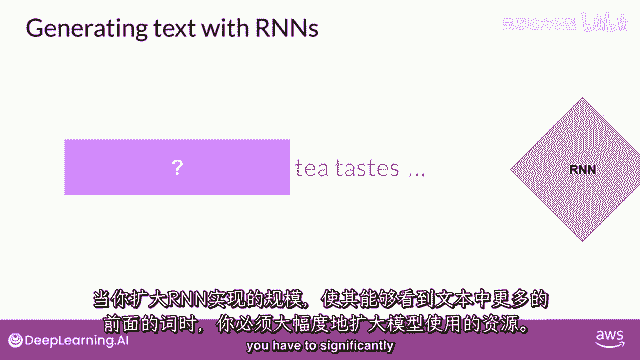 Generating text with RNNs
?
tea tastes ...
RNN
当你扩大RNN实现的规模，使其能够看到文本中更多的
前面的词时，你必须大幅度地扩大模型使用的资源。
you have to significantly
DeepLearning.AI
aws